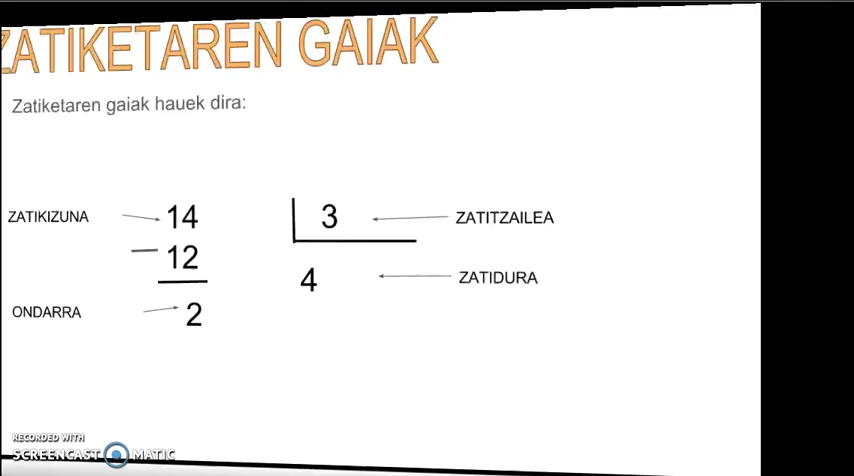 ZATIKETAREN GAIAK
Zatiketaren gaiak hauek dira:
ZATIKIZUNA 14 3 ZATITZAILEA
— 12
4 ZATIDURA
ONDARRA 2
RECORDED WITH
SCREENCAST MATIC